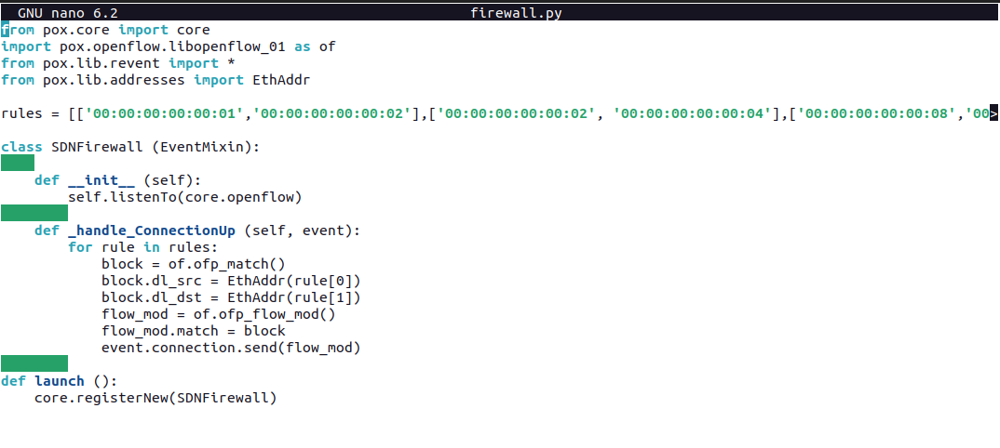 GNU nano 6.2 firewall.py
from pox.core import core
import pox.openflow.libopenflow_01 as of
from pox.lib.revent import *
from pox.lib.addresses import EthAddr
rules = [['00:00:00:00:00:01','00:00:00:00:00:02'],['00:00:00:00:00:02', '00:00:00:00:00:04'],['00:00:00:00:00:08','00>
class SDNFirewall (EventMixin):
    def __init__ (self):
        self.listenTo(core.openflow)
    def _handle_ConnectionUp (self, event):
        for rule in rules:
            block = of.ofp_match()
            block.dl_src = EthAddr(rule[0])
            block.dl_dst = EthAddr(rule[1])
            flow_mod = of.ofp_flow_mod()
            flow_mod.match = block
            event.connection.send(flow_mod)
def launch ():
    core.registerNew(SDNFirewall)